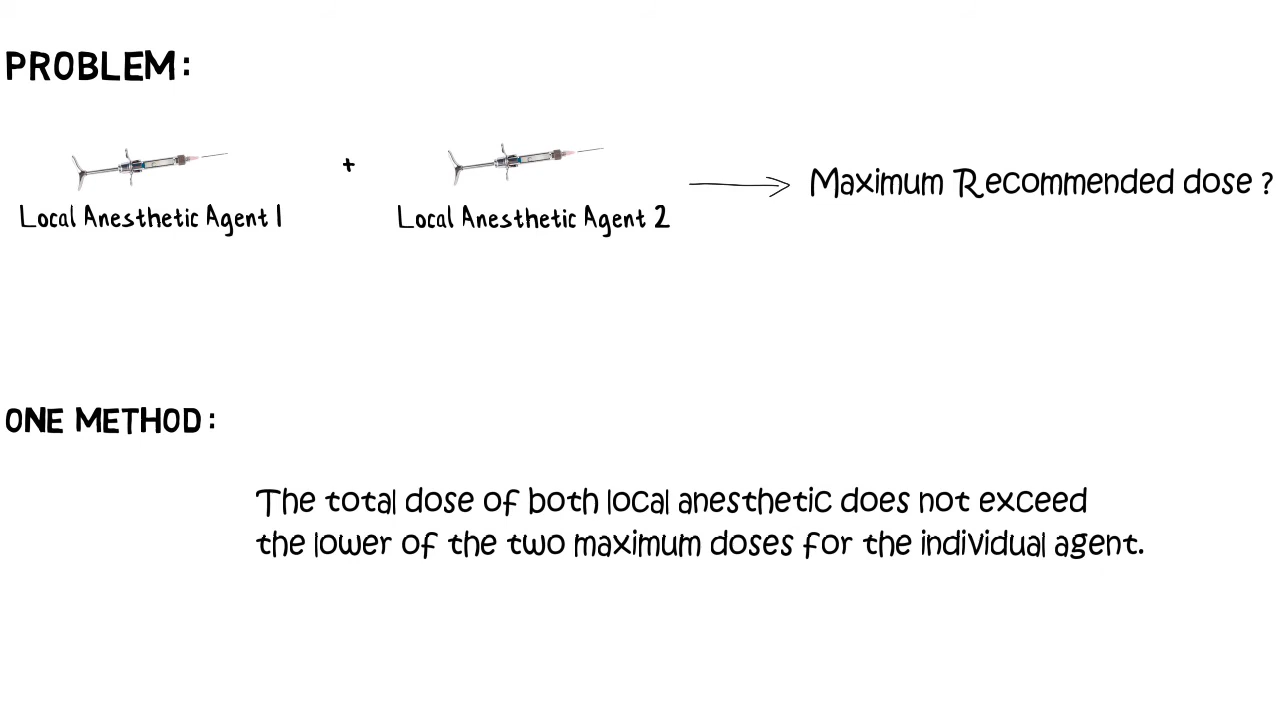 PROBLEM:
+
Maximum Recommended dose ?
Local Anesthetic Agent 1
Local Anesthetic Agent 2
ONE METHOD:
The total dose of both local anesthetic does not exceed
the lower of the two maximum doses for the individual agent.